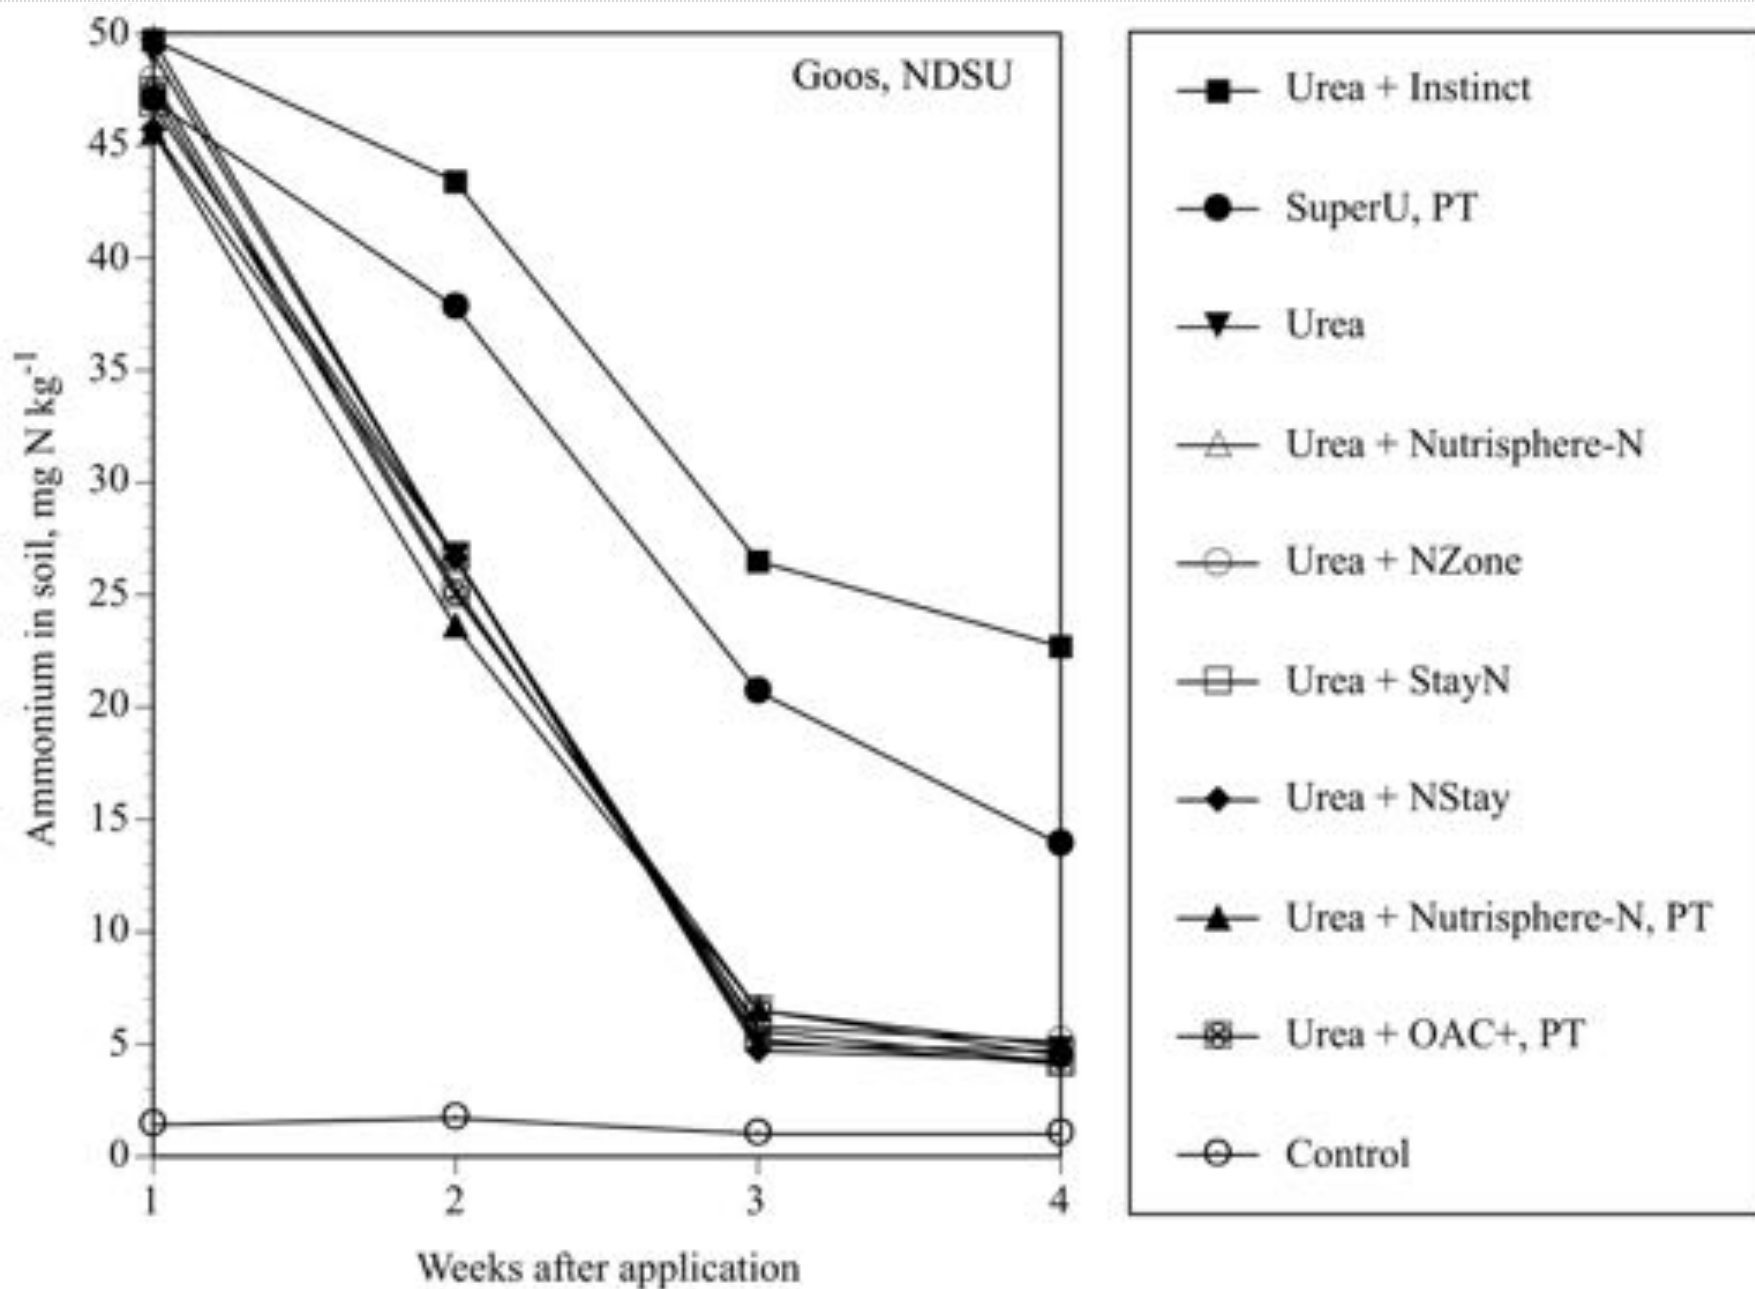 Goos, NDSU
50
45
40
35
30
25
20
15
10
5
0
Ammonium in soil, mg N kg⁻¹
1 2 3 4
Weeks after application
Urea + Instinct
SuperU, PT
Urea
Urea + Nutrisphere-N
Urea + NZone
Urea + StayN
Urea + NStay
Urea + Nutrisphere-N, PT
Urea + OAC+, PT
Control